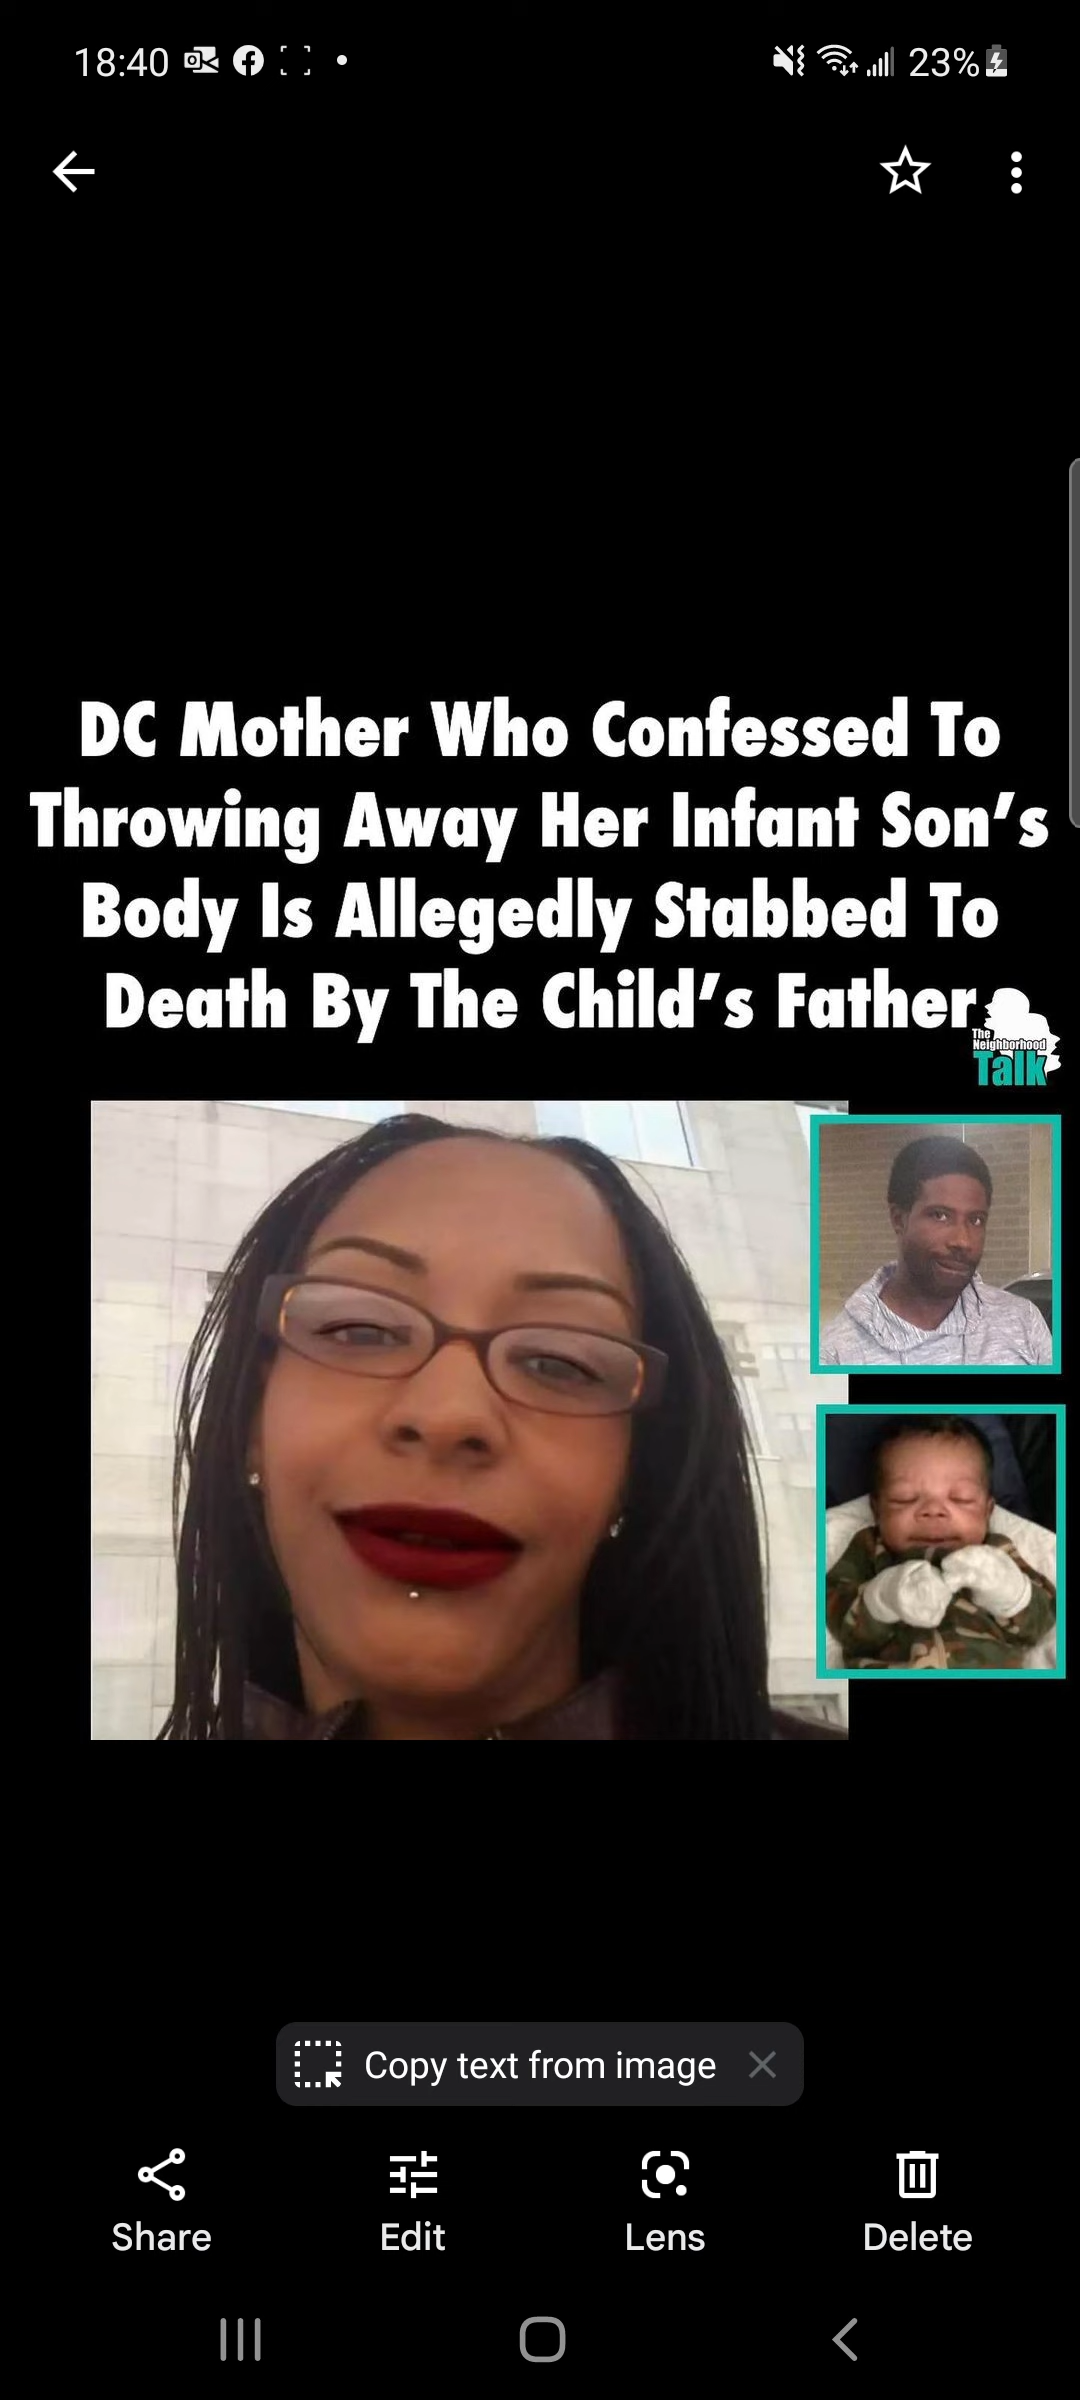 18:40
23%
DC Mother Who Confessed To
Throwing Away Her Infant Son's
Body Is Allegedly Stabbed To
Death By The Child's Father
The
Neighborhood
Talk
Copy text from image
Share
Edit
Lens
Delete